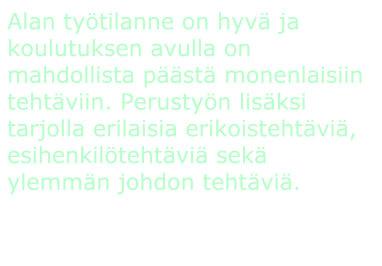 Alan työtilanne on hyvä ja
koulutuksen avulla on
mahdollista päästä monenlaisiin
tehtäviin. Perustyön lisäksi
tarjolla erilaisia erikoistehtäviä,
esihenkilötehtäviä sekä
ylemmän johdon tehtäviä.